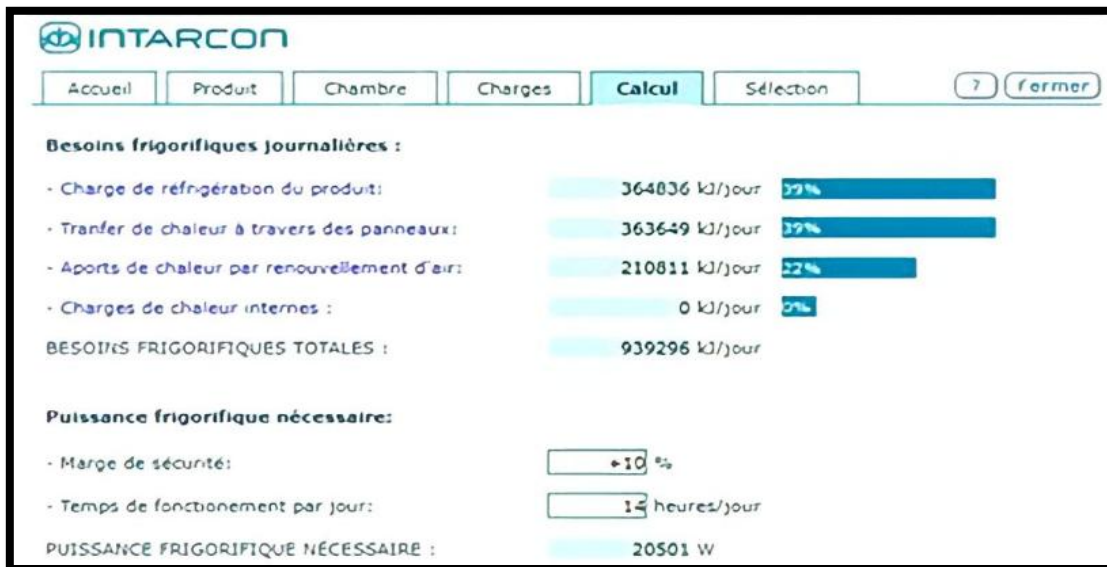 INTARCON
Accueil Produit Chambre Charges Calcul Sélection ? fermer
Besoins frigorifiques journalières :
- Charge de réfrigération du produit: 364836 kJ/jour 39%
- Tranfer de chaleur à travers des panneaux: 363649 kJ/jour 39%
- Aports de chaleur par renouvellement d'air: 210811 kJ/jour 22%
- Charges de chaleur internes : 0 kJ/jour 0%
BESOINS FRIGORIFIQUES TOTALES : 939296 kJ/jour
Puissance frigorifique nécessaire:
- Marge de sécurité: +10 %
- Temps de fonctionement par jour: 14 heures/jour
PUISSANCE FRIGORIFIQUE NÉCESSAIRE : 20501 W